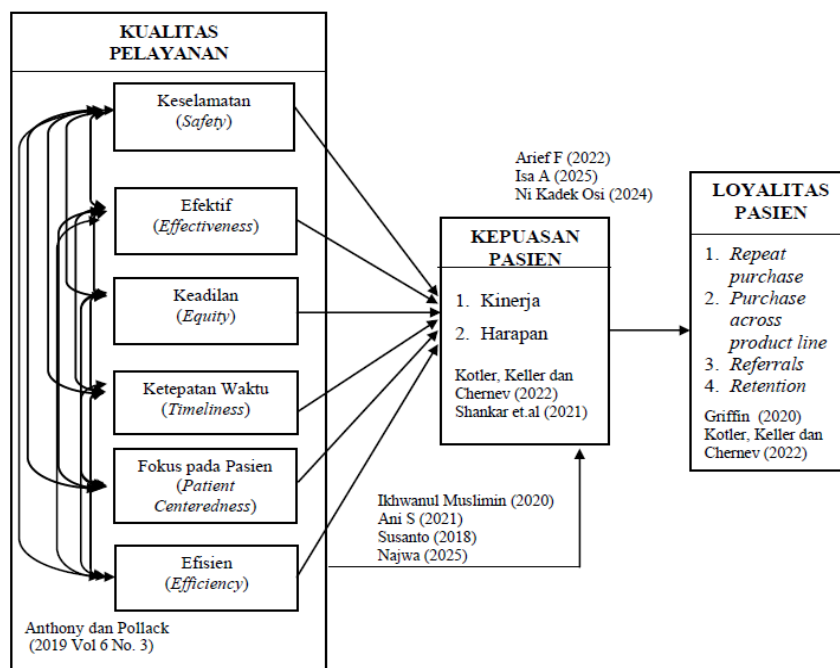 KUALITAS
PELAYANAN
Keselamatan
(Safety)
Efektif
(Effectiveness)
Keadilan
(Equity)
Ketepatan Waktu
(Timeliness)
Fokus pada Pasien
(Patient
Centeredness)
Efisien
(Efficiency)
Anthony dan Pollack
(2019 Vol 6 No. 3)
Arief F (2022)
Isa A (2025)
Ni Kadek Osi (2024)
KEPUASAN
PASIEN
1. Kinerja
2. Harapan
Kotler, Keller dan
Chernev (2022)
Shankar et.al (2021)
Ikhwanul Muslimin (2020)
Ani S (2021)
Susanto (2018)
Najwa (2025)
LOYALITAS
PASIEN
1. Repeat
purchase
2. Purchase
across
product line
3. Referrals
4. Retention
Griffin (2020)
Kotler, Keller dan
Chernev (2022)